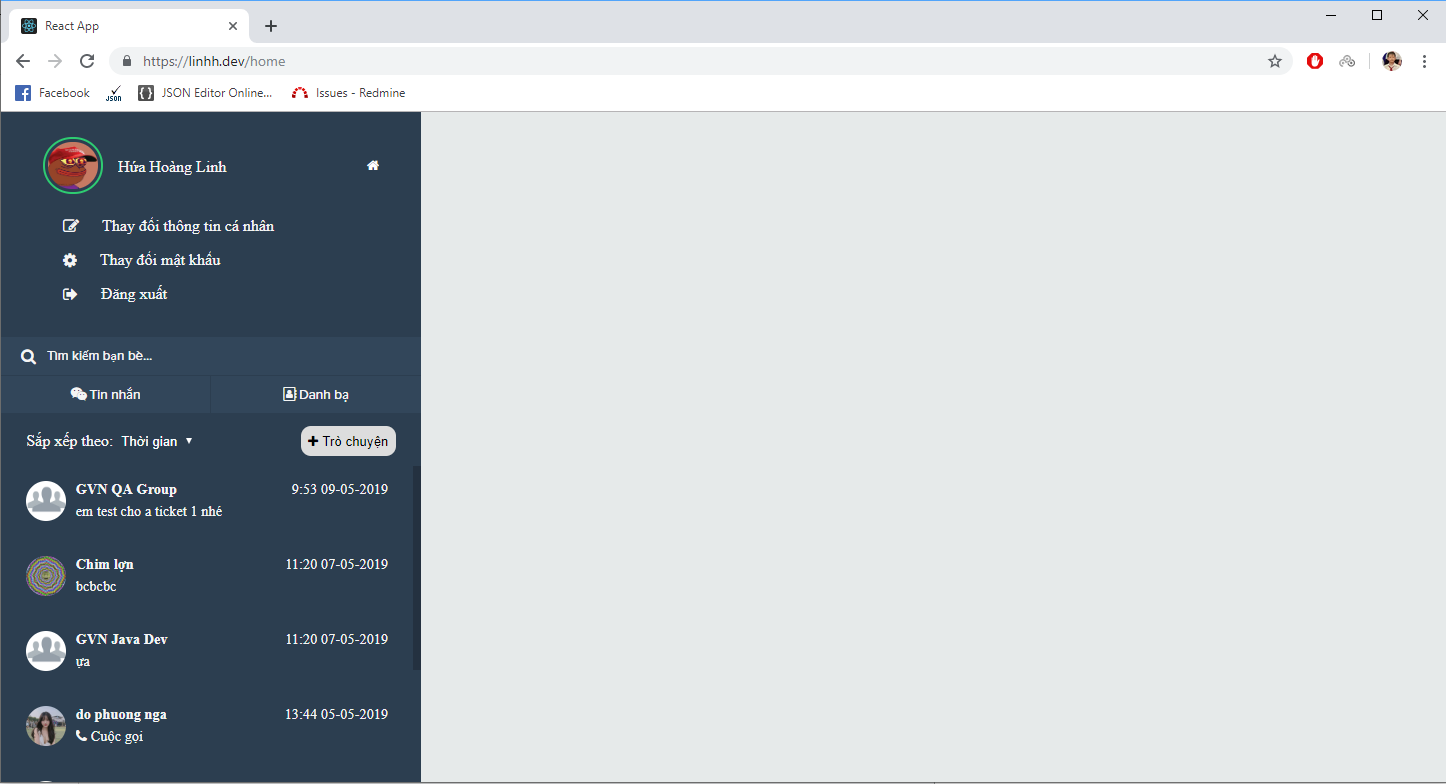 React App
https://linhh.dev/home
Facebook
JSON
JSON Editor Online...
Issues - Redmine
Hứa Hoàng Linh
Thay đổi thông tin cá nhân
Thay đổi mật khẩu
Đăng xuất
Tìm kiếm bạn bè...
Tin nhắn
Danh bạ
Sắp xếp theo: Thời gian
Trò chuyện
GVN QA Group 9:53 09-05-2019
em test cho a ticket 1 nhé
Chim lợn 11:20 07-05-2019
bcbcbc
GVN Java Dev 11:20 07-05-2019
ựa
do phuong nga 13:44 05-05-2019
Cuộc gọi